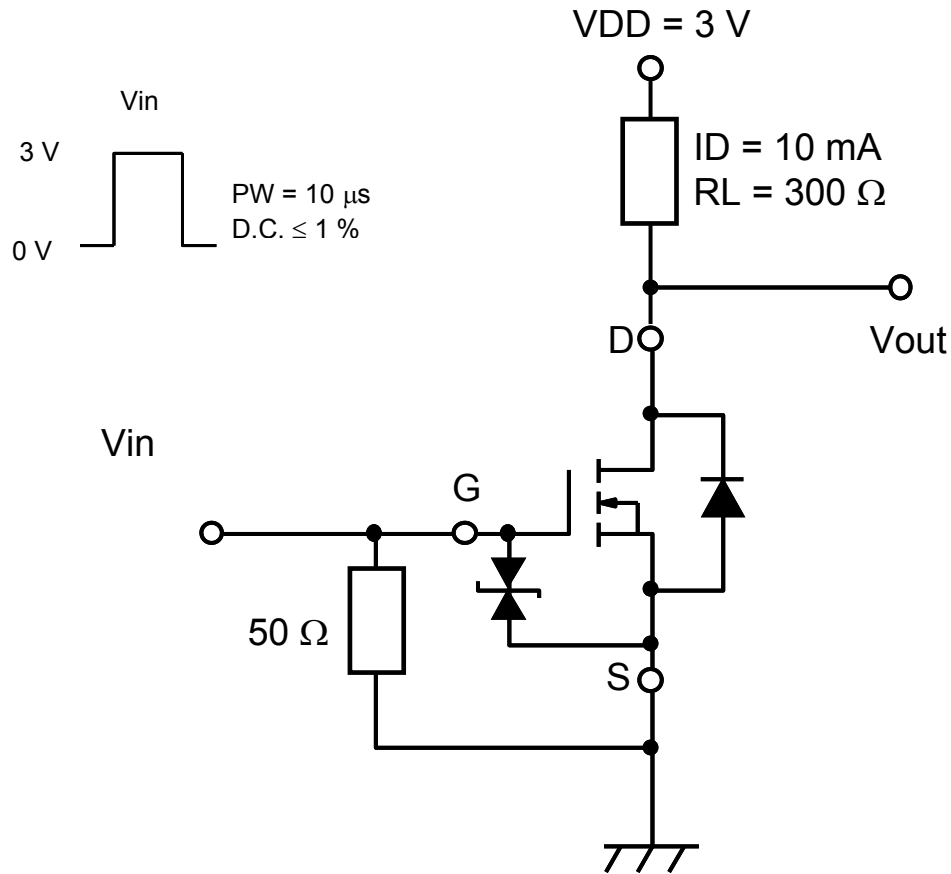 VDD = 3 V
Vin
3 V
ID = 10 mA
RL = 300 Ω
PW = 10 μs
D.C. ≤ 1 %
0 V
D
Vout
Vin
G
50 Ω
S